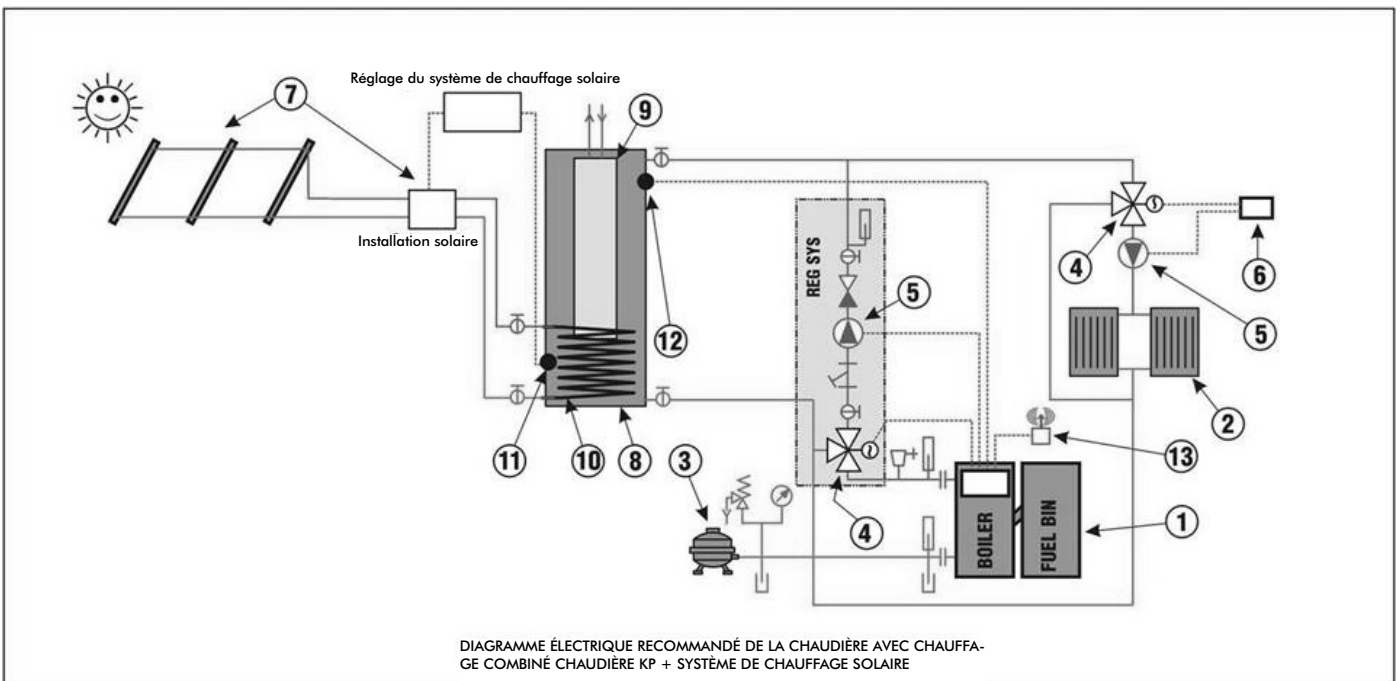 Réglage du système de chauffage solaire
7
9
Installation solaire
REG SYS
4
6
5
5
12
2
11
10
8
3
13
4
BOILER
FUEL BIN
1
DIAGRAMME ÉLECTRIQUE RECOMMANDÉ DE LA CHAUDIÈRE AVEC CHAUFFA-
GE COMBINÉ CHAUDIÈRE KP + SYSTÈME DE CHAUFFAGE SOLAIRE